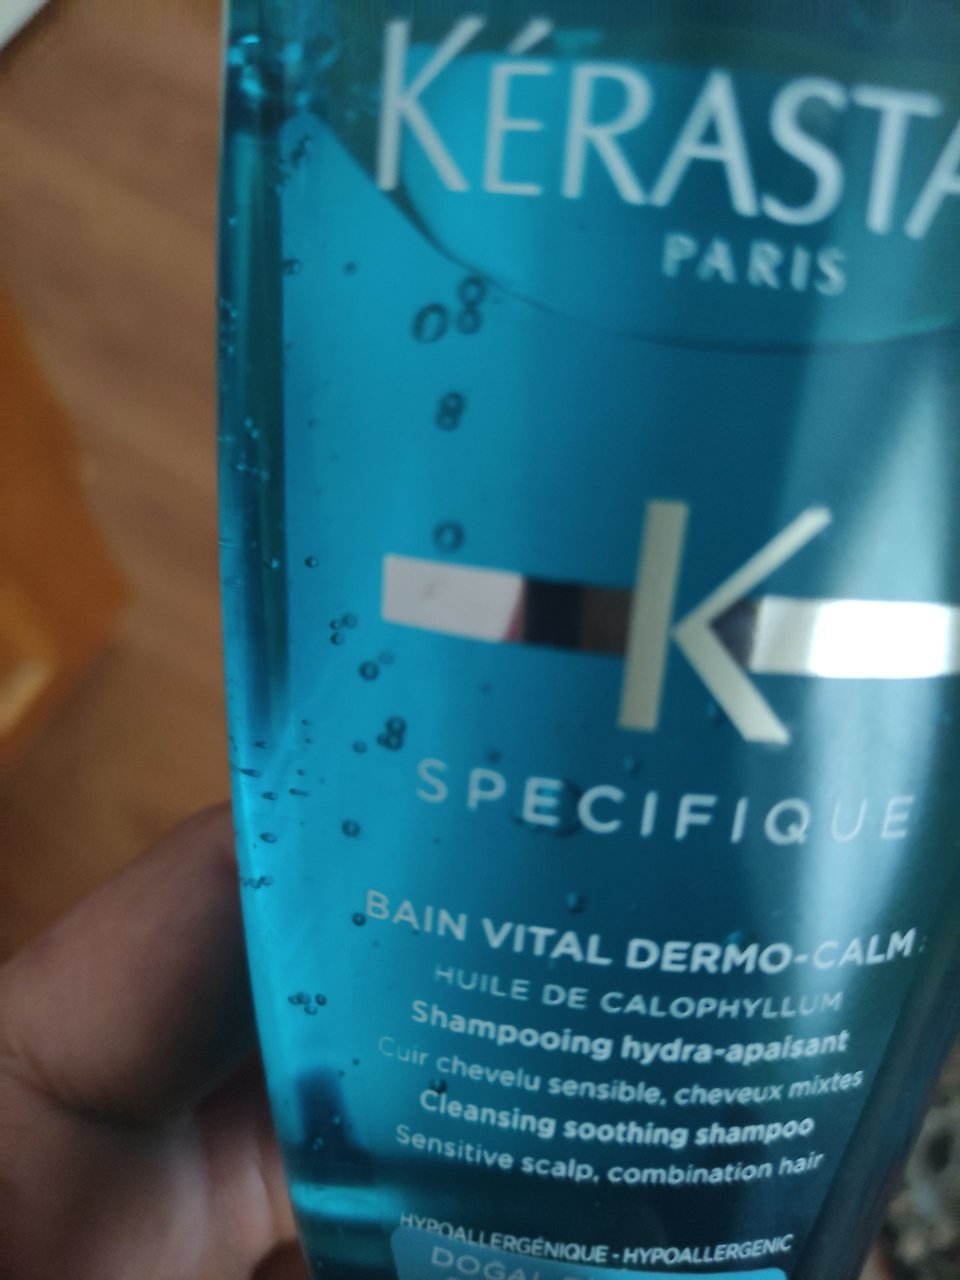 KÉRASTA
PARIS
K
SPECIFIQUE
BAIN VITAL DERMO-CALM
HUILE DE CALOPHYLLUM
Shampooing hydra-apaisant
Cuir chevelu sensible, cheveux mixtes
Cleansing soothing shampoo
Sensitive scalp, combination hair
HYPOALLERGÉNIQUE - HYPOALLERGENIC
DOGAL